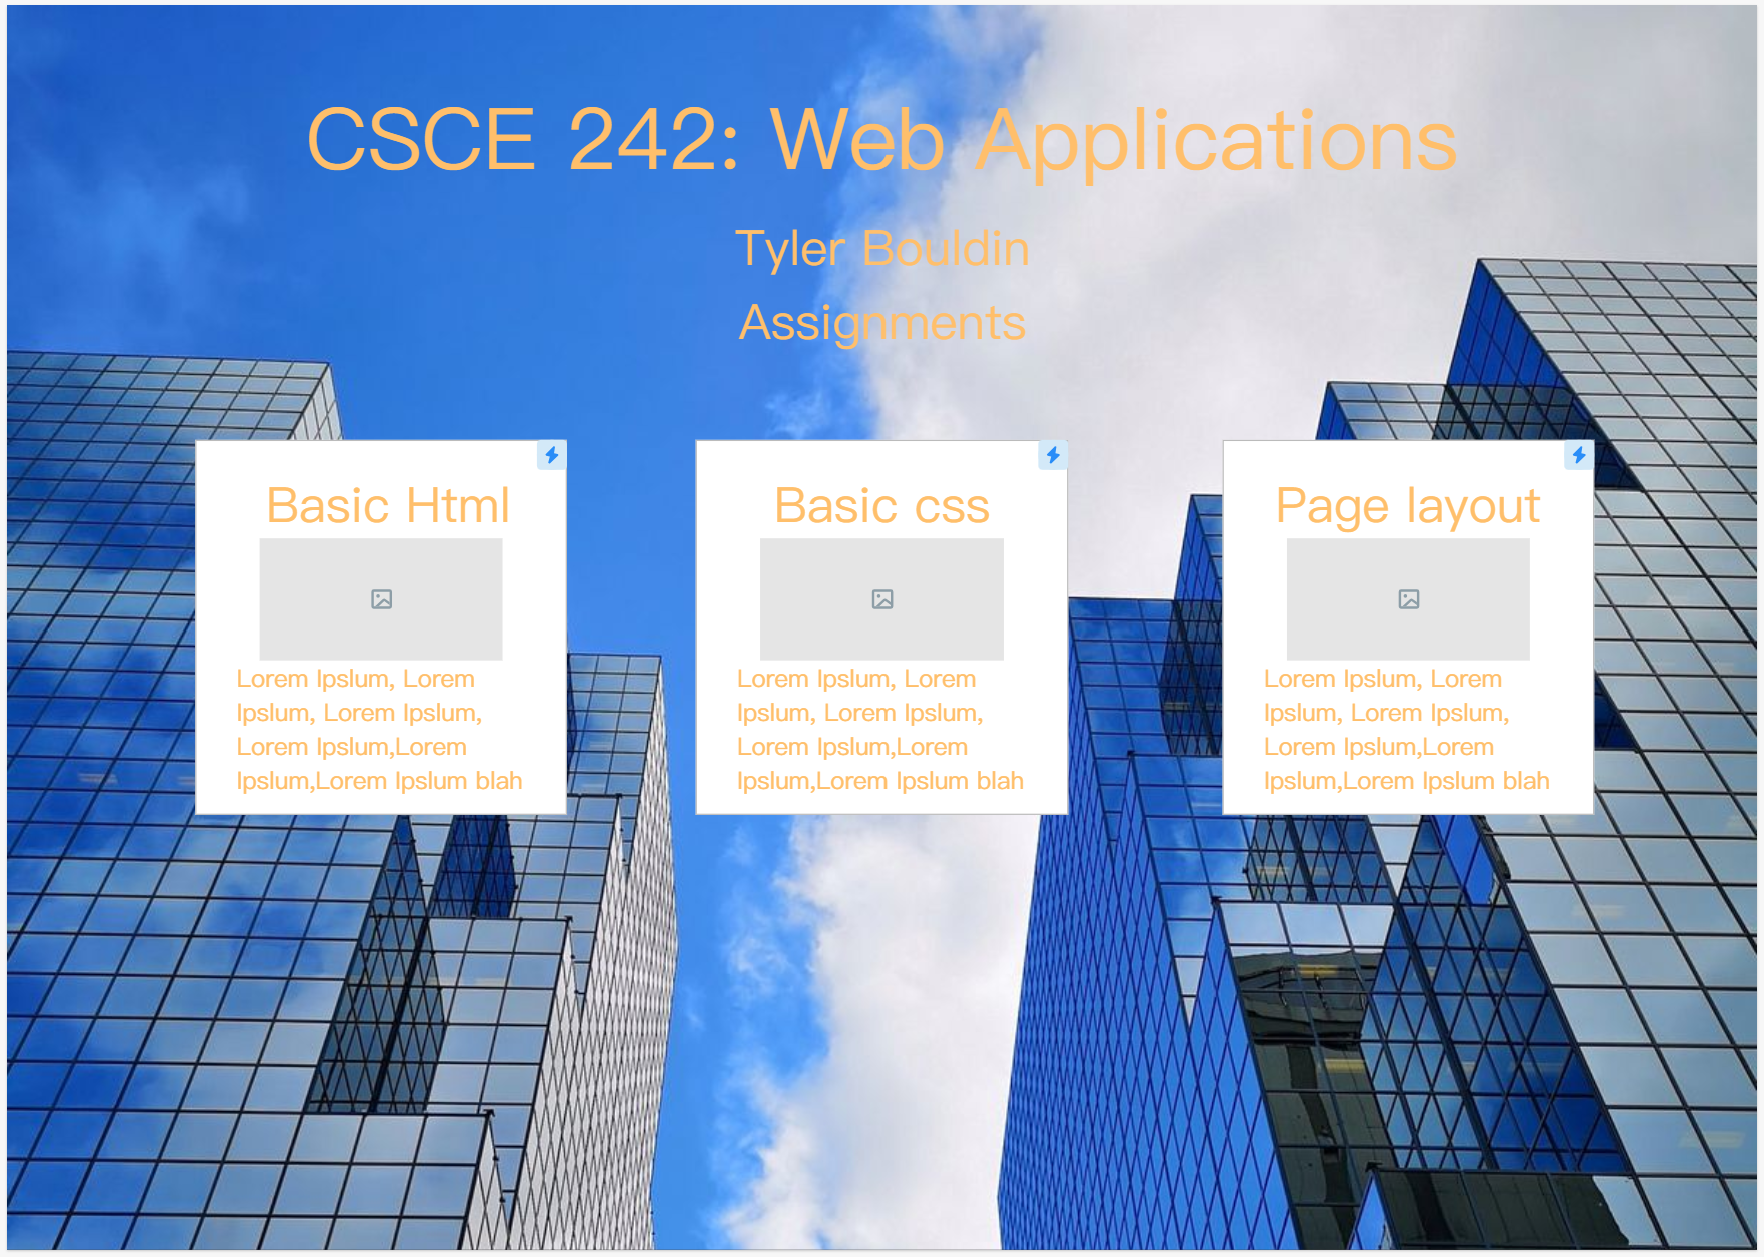 CSCE 242: Web Applications
Tyler Bouldin
Assignments
Basic Html
Lorem Ipslum, Lorem
Ipslum, Lorem Ipslum,
Lorem Ipslum,Lorem
Ipslum,Lorem Ipslum blah
Basic css
Lorem Ipslum, Lorem
Ipslum, Lorem Ipslum,
Lorem Ipslum,Lorem
Ipslum,Lorem Ipslum blah
Page layout
Lorem Ipslum, Lorem
Ipslum, Lorem Ipslum,
Lorem Ipslum,Lorem
Ipslum,Lorem Ipslum blah